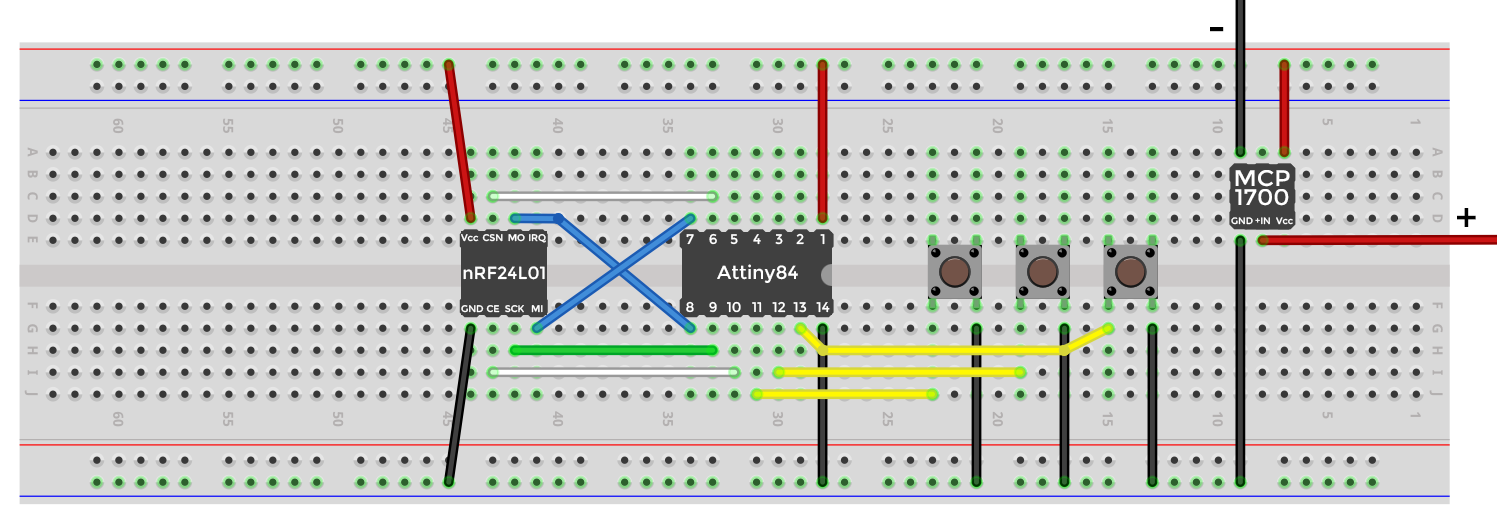 -
60 55 50 45 40 35 30 25 20 15 10 5 1
A A
B B
C C
D D
E E
MCP
1700
GND +IN Vcc
+
Vcc CSN MO IRQ
nRF24L01
GND CE SCK MI
7 6 5 4 3 2 1
Attiny84
8 9 10 11 12 13 14
F F
G G
H H
I I
J J
60 55 50 45 40 35 30 25 20 15 10 5 1